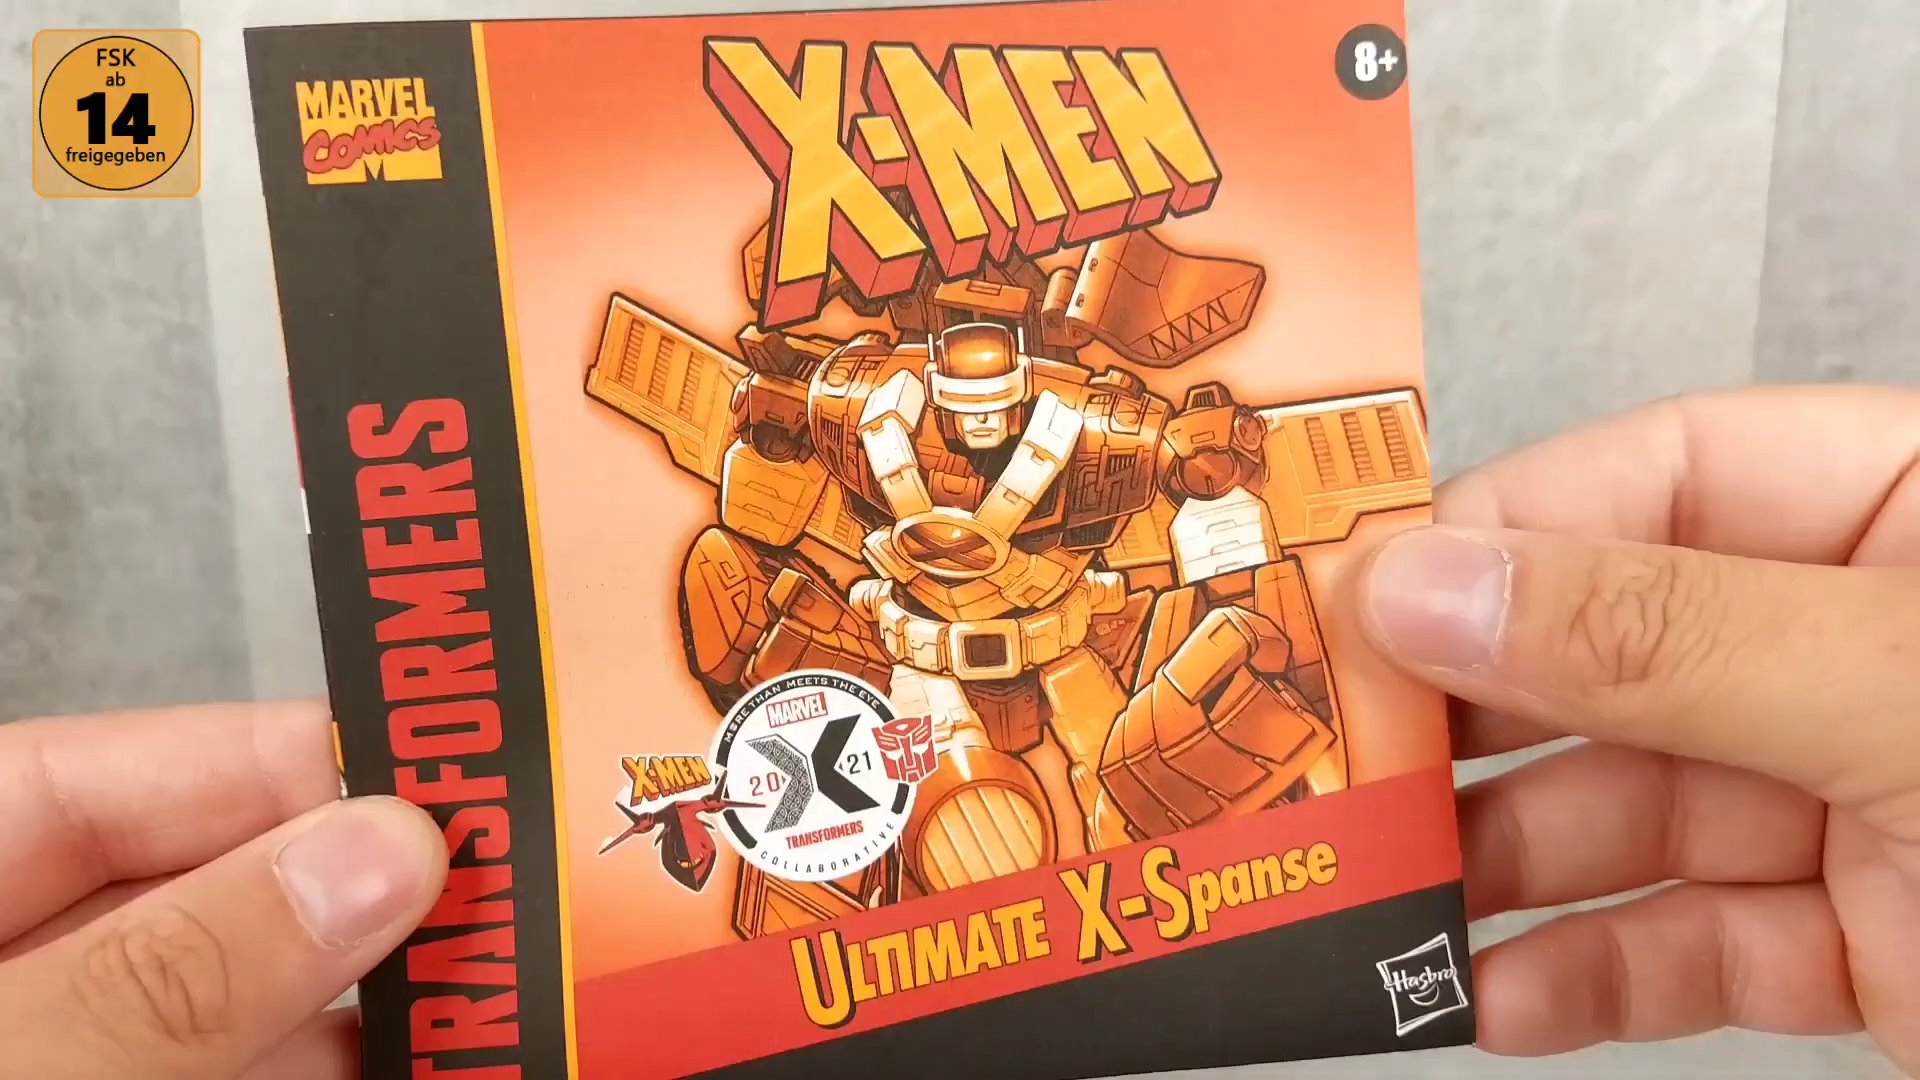 FSK
ab
14
freigegeben
MARVEL
COMICS
TRANSFORMERS
X-MEN
8+
MORE THAN MEETS THE EYE
MARVEL
X-MEN
20 21
TRANSFORMERS
COLLABORATIVE
ULTIMATE X-Spanse
Hasbro